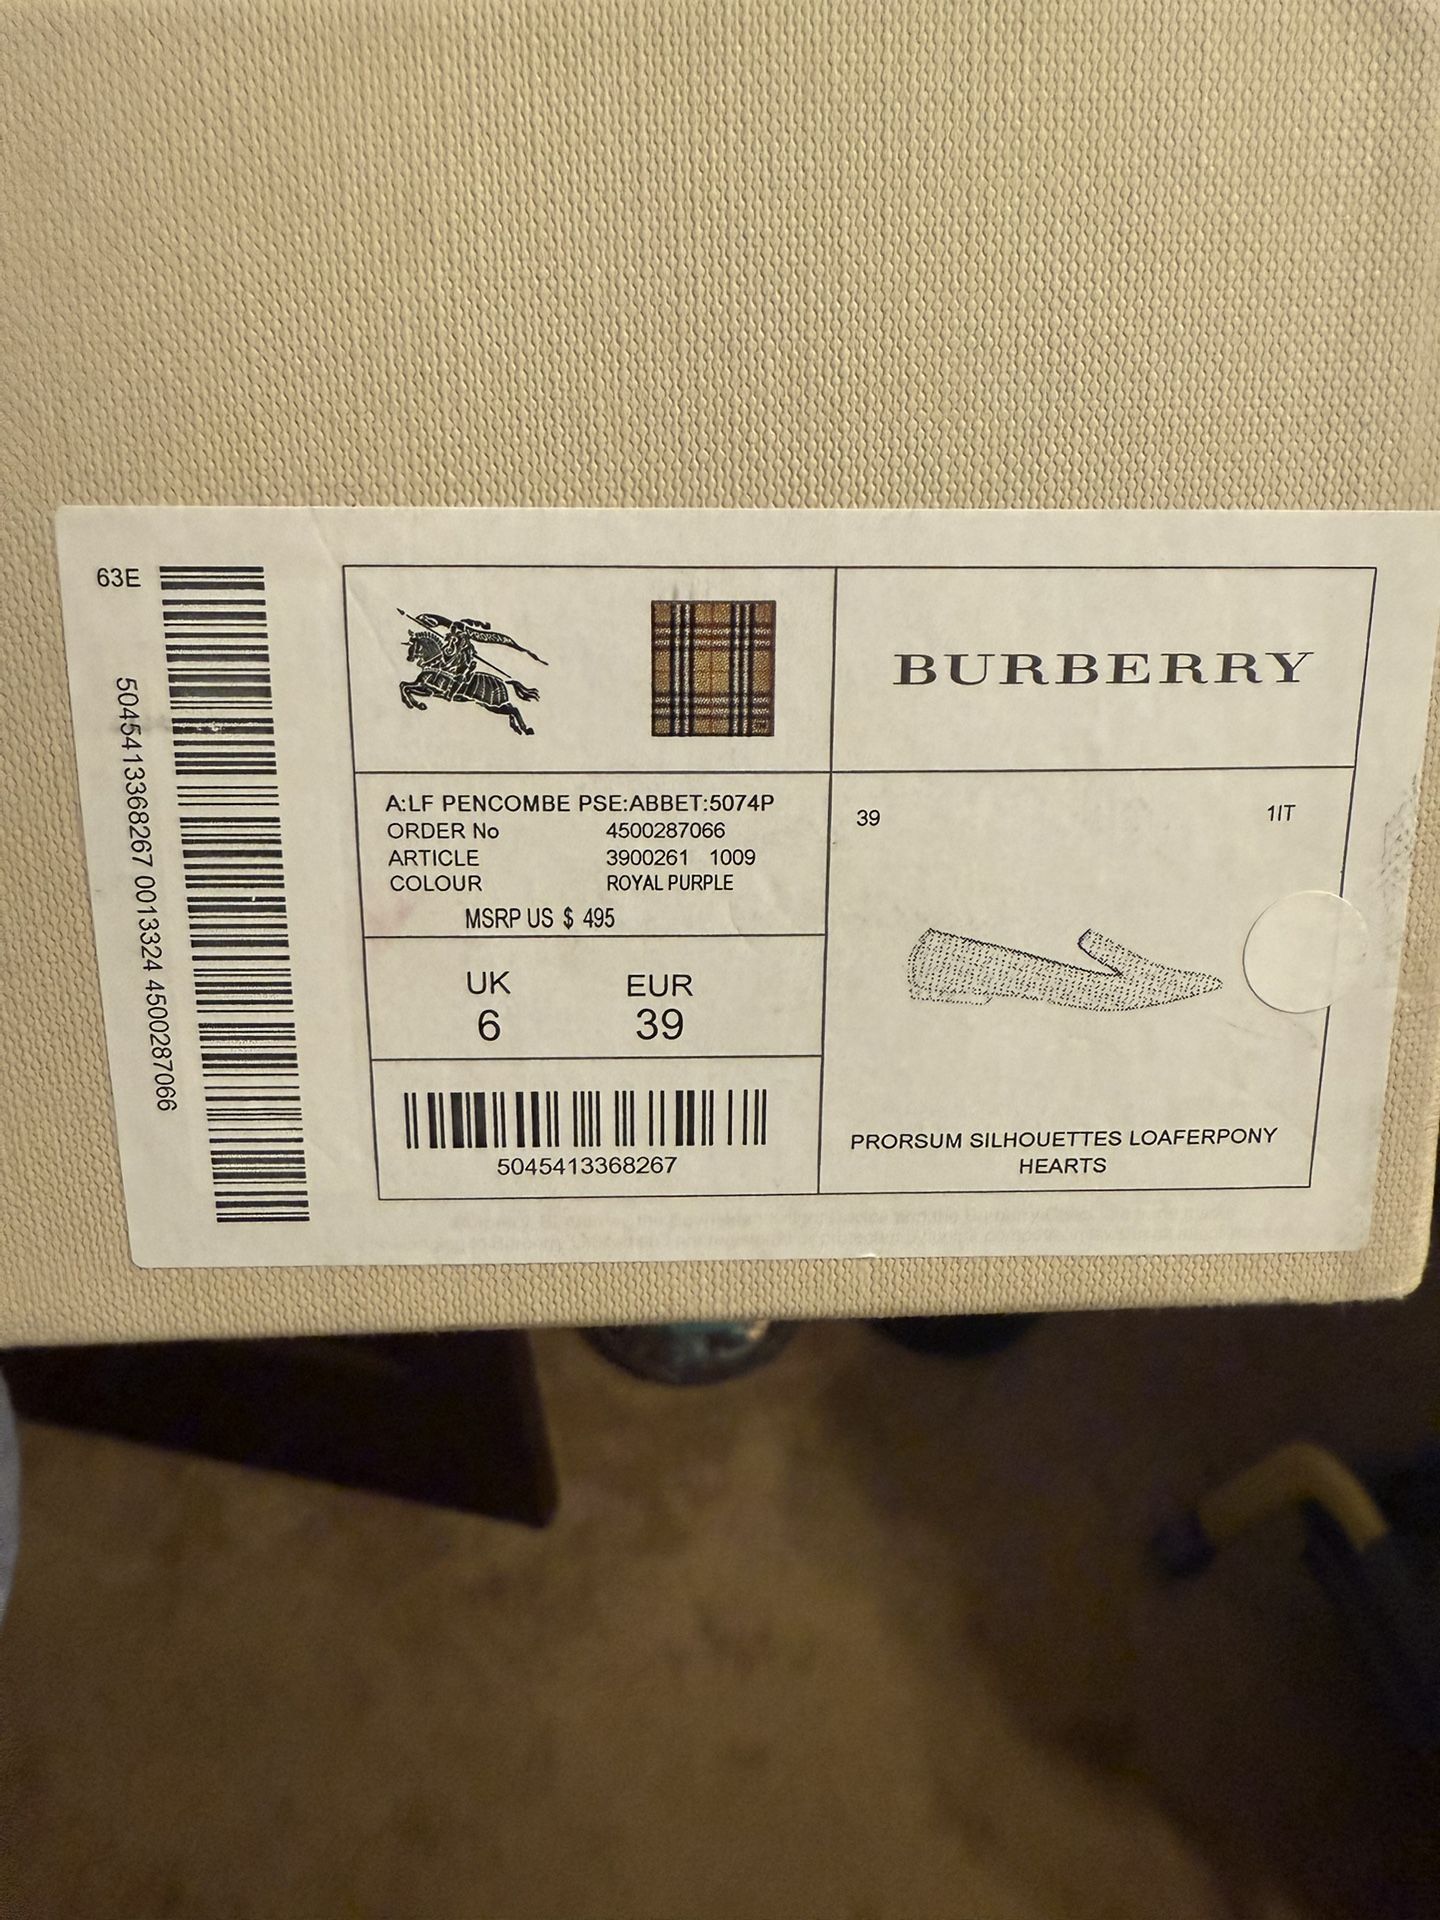 63E
5045413368267 0013324 4500287066
PRORSUM
BURBERRY
A:LF PENCOMBE PSE:ABBET:5074P
ORDER No 4500287066
ARTICLE 3900261 1009
COLOUR ROYAL PURPLE
MSRP US $ 495
39 1IT
UK EUR
6 39
5045413368267
PRORSUM SILHOUETTES LOAFERPONY
HEARTS